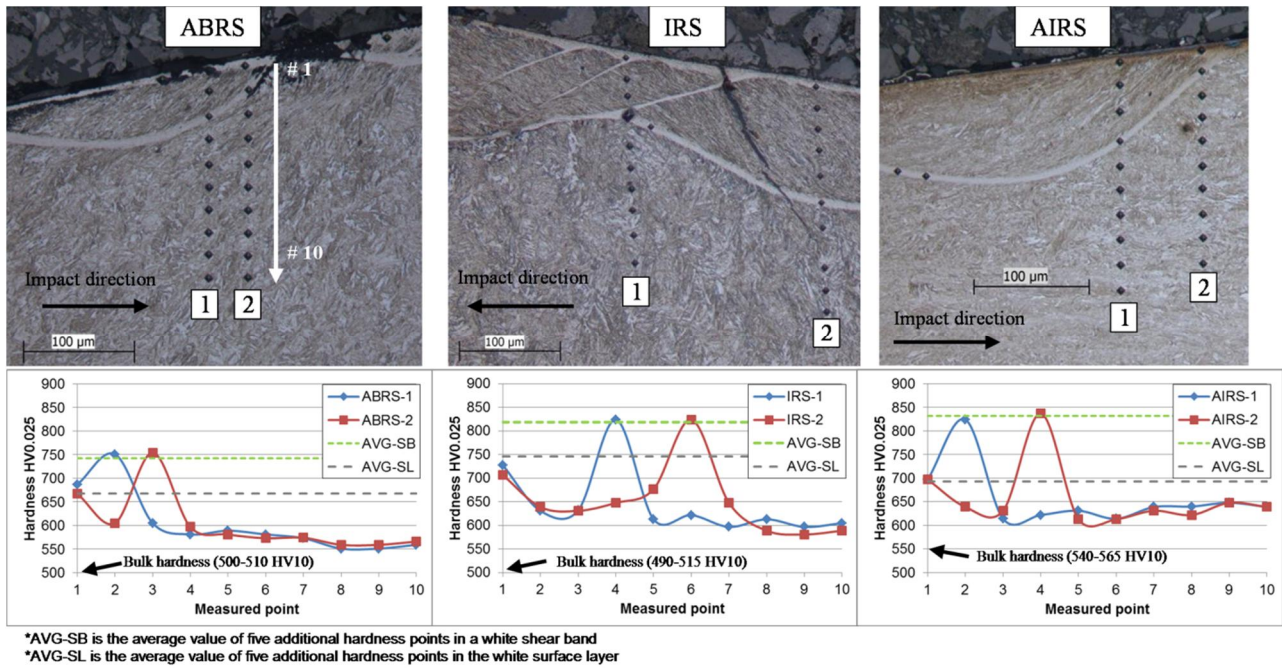 ABRS
IRS
AIRS
# 1
# 10
Impact direction
1
2
100 µm
Impact direction
1
2
100 µm
100 µm
Impact direction
1
2
Hardness HV0.025
900
850
800
750
700
650
600
550
500
ABRS-1
ABRS-2
AVG-SB
AVG-SL
Bulk hardness (500-510 HV10)
1 2 3 4 5 6 7 8 9 10
Measured point
Hardness HV0.025
900
850
800
750
700
650
600
550
500
IRS-1
IRS-2
AVG-SB
AVG-SL
Bulk hardness (490-515 HV10)
1 2 3 4 5 6 7 8 9 10
Measured point
Hardness HV0.025
900
850
800
750
700
650
600
550
500
AIRS-1
AIRS-2
AVG-SB
AVG-SL
Bulk hardness (540-565 HV10)
1 2 3 4 5 6 7 8 9 10
Measured point
*AVG-SB is the average value of five additional hardness points in a white shear band
*AVG-SL is the average value of five additional hardness points in the white surface layer